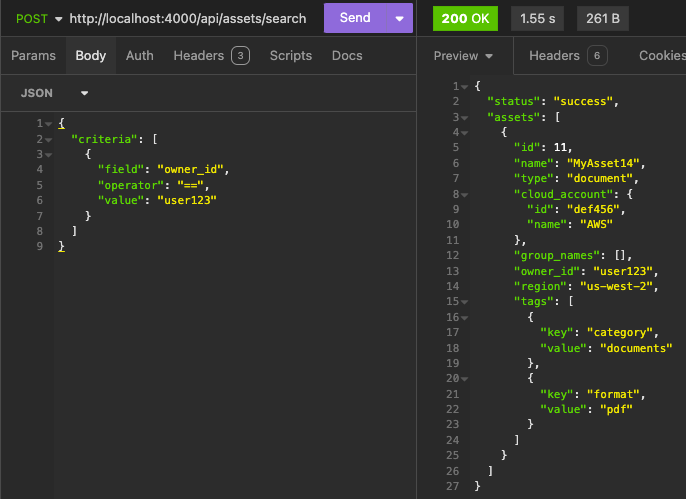 POST http://localhost:4000/api/assets/search Send
200 OK 1.55 s 261 B
Params Body Auth Headers 3 Scripts Docs
Preview Headers 6 Cookies
JSON
1 {
2 "criteria": [
3 {
4 "field": "owner_id",
5 "operator": "==",
6 "value": "user123"
7 }
8 ]
9 }
1 {
2 "status": "success",
3 "assets": [
4 {
5 "id": 11,
6 "name": "MyAsset14",
7 "type": "document",
8 "cloud_account": {
9 "id": "def456",
10 "name": "AWS"
11 },
12 "group_names": [],
13 "owner_id": "user123",
14 "region": "us-west-2",
15 "tags": [
16 {
17 "key": "category",
18 "value": "documents"
19 },
20 {
21 "key": "format",
22 "value": "pdf"
23 }
24 ]
25 }
26 ]
27 }